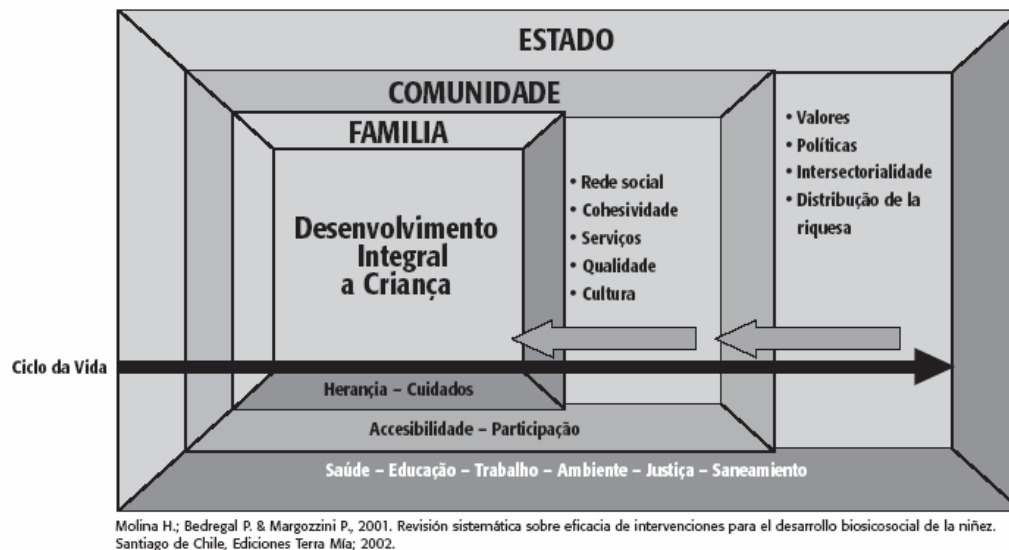 ESTADO
COMUNIDADE
FAMILIA
Desenvolvimento
Integral
a Criança
• Rede social
• Cohesividade
• Serviços
• Qualidade
• Cultura
• Valores
• Políticas
• Intersectorialidade
• Distribução de la
riquesa
Ciclo da Vida
Herançia – Cuidados
Accesibilidade – Participação
Saúde – Educação – Trabalho – Ambiente – Justiça – Saneamiento
Molina H.; Bedregal P. & Margozzini P., 2001. Revisión sistemática sobre eficacia de intervenciones para el desarrollo biosicosocial de la niñez.
Santiago de Chile, Ediciones Terra Mía; 2002.